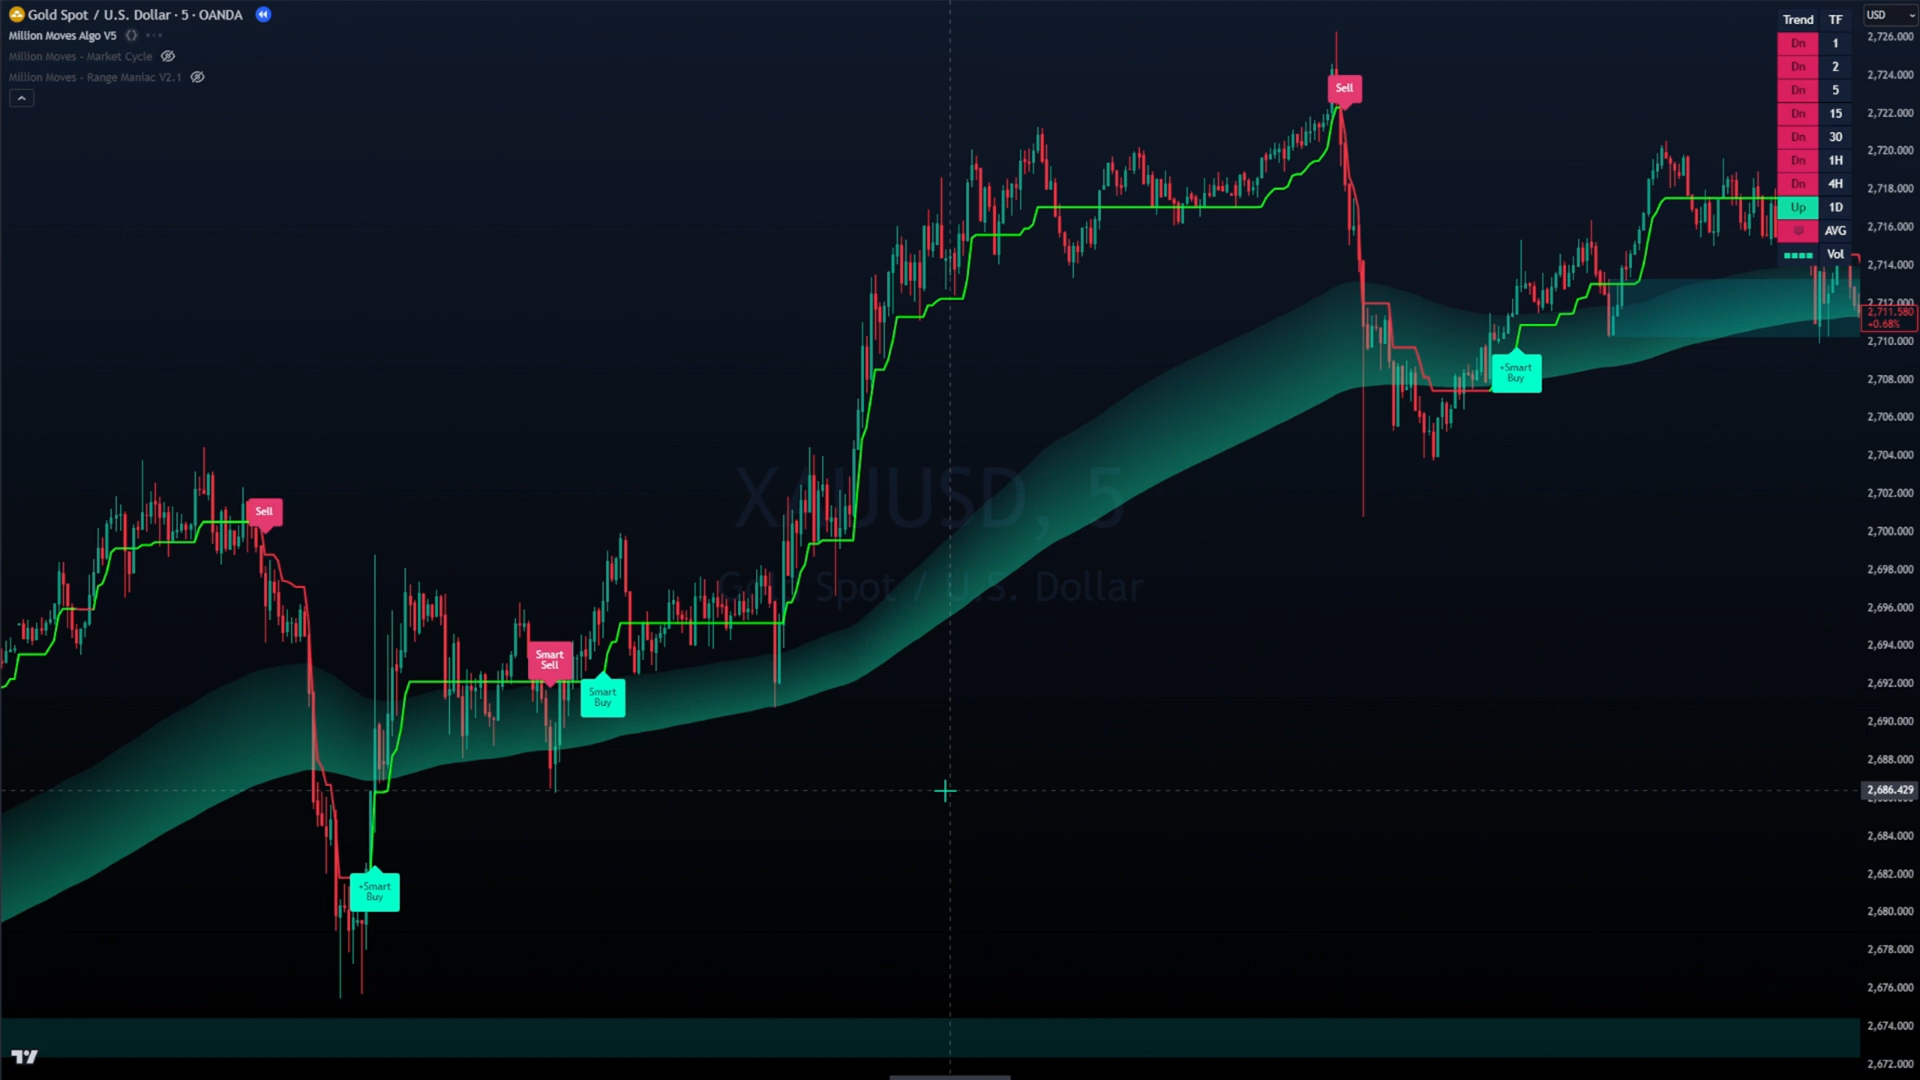 Gold Spot / U.S. Dollar · 5 · OANDA
Million Moves Algo V5
Million Moves - Market Cycle
Million Moves - Range Maniac V2.1
Trend TF
Dn 1
Dn 2
Dn 5
Dn 15
Dn 30
Dn 1H
Dn 4H
Up 1D
AVG
Vol
USD
2,726.000
2,724.000
2,722.000
2,720.000
2,718.000
2,716.000
2,714.000
2,712.000
2,711.580
+0.68%
2,710.000
2,708.000
2,706.000
2,704.000
2,702.000
2,700.000
2,698.000
2,696.000
2,694.000
2,692.000
2,690.000
2,688.000
2,686.429
2,684.000
2,682.000
2,680.000
2,678.000
2,676.000
2,674.000
2,672.000
Sell
Sell
+Smart
Buy
XAUUSD, 5
Gold Spot / U.S. Dollar
Smart
Sell
Smart
Buy
+Smart
Buy